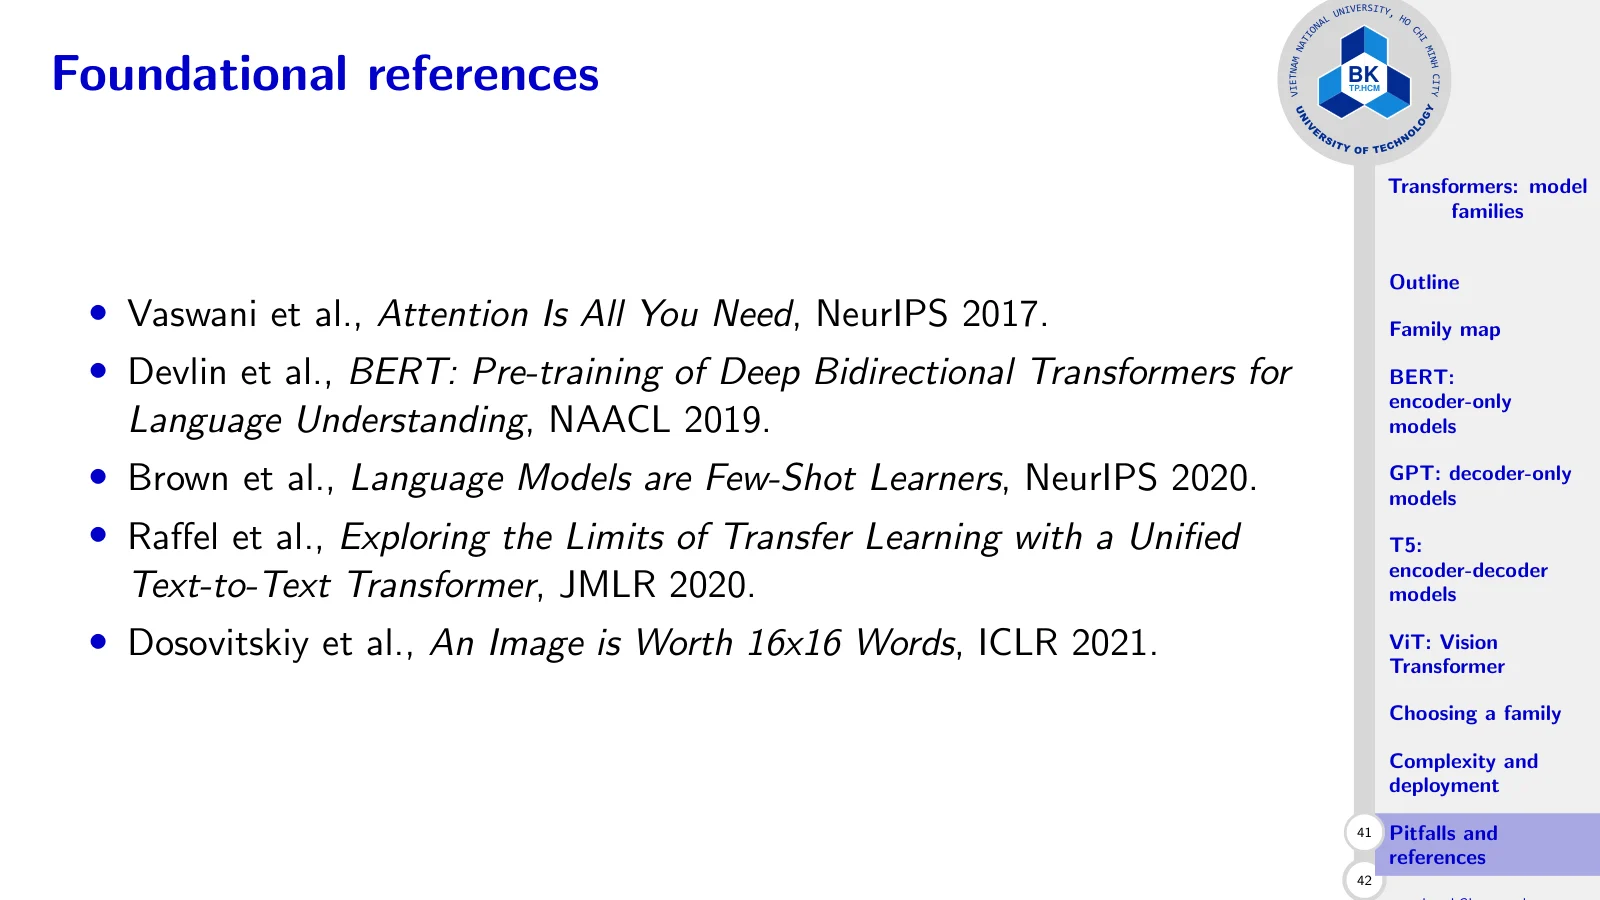 Foundational references
• Vaswani et al., Attention Is All You Need, NeurIPS 2017.
• Devlin et al., BERT: Pre-training of Deep Bidirectional Transformers for
Language Understanding, NAACL 2019.
• Brown et al., Language Models are Few-Shot Learners, NeurIPS 2020.
• Raffel et al., Exploring the Limits of Transfer Learning with a Unified
Text-to-Text Transformer, JMLR 2020.
• Dosovitskiy et al., An Image is Worth 16x16 Words, ICLR 2021.
VIETNAM NATIONAL UNIVERSITY, HO CHI MINH CITY
BK
TP.HCM
UNIVERSITY OF TECHNOLOGY
Transformers: model
families
Outline
Family map
BERT:
encoder-only
models
GPT: decoder-only
models
T5:
encoder-decoder
models
ViT: Vision
Transformer
Choosing a family
Complexity and
deployment
41
Pitfalls and
references
42